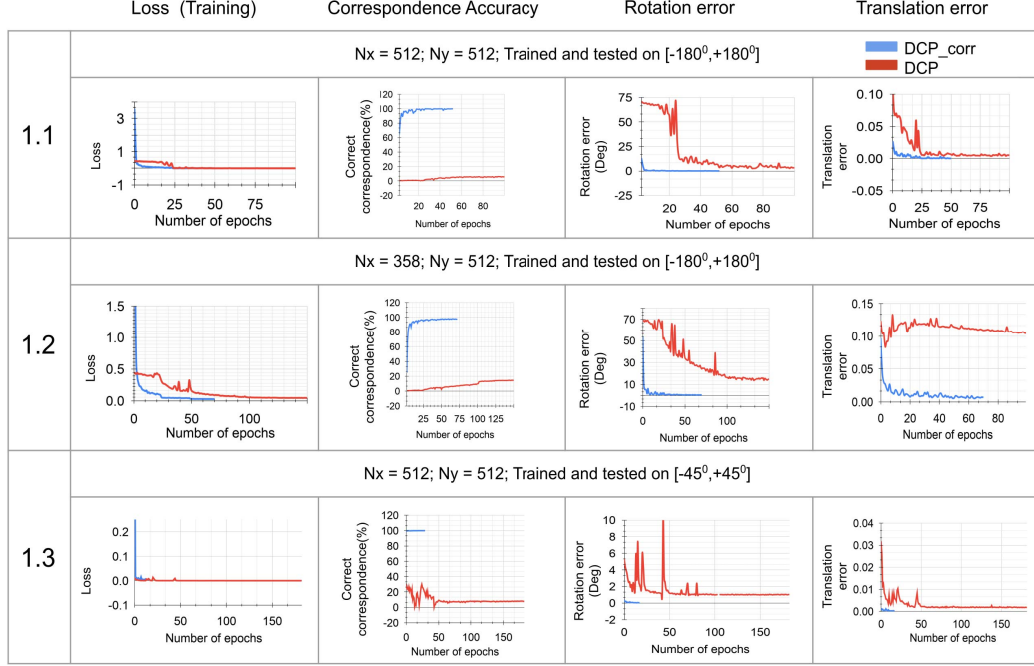 Loss (Training) Correspondence Accuracy Rotation error Translation error
Nx = 512; Ny = 512; Trained and tested on [-180⁰,+180⁰]
DCP_corr
DCP
1.1
3
1
-1
Loss
0 25 50 75
Number of epochs
120
100
80
60
40
20
0
-20
Correct
correspondence(%)
20 40 60 80
Number of epochs
75
50
25
0
-25
Rotation error
(Deg)
20 40 60 80
Number of epochs
0.10
0.05
0.00
-0.05
Translation
error
0 25 50 75
Number of epochs
Nx = 358; Ny = 512; Trained and tested on [-180⁰,+180⁰]
1.2
1.5
1.0
0.5
0.0
Loss
0 50 100
Number of epochs
120
100
80
60
40
20
0
-20
Correct
correspondence(%)
25 50 75 100 125
Number of epochs
70
50
30
10
-10
Rotation error
(Deg)
0 50 100
Number of epochs
0.15
0.10
0.05
0.00
Translation
error
0 20 40 60 80
Number of epochs
Nx = 512; Ny = 512; Trained and tested on [-45⁰,+45⁰]
1.3
0.2
0.1
0.0
-0.1
Loss
0 50 100 150
Number of epochs
120
100
80
60
40
20
0
-20
Correct
correspondence(%)
0 50 100 150
Number of epochs
10
8
6
4
2
0
-2
Rotation error
(Deg)
0 50 100 150
Number of epochs
0.04
0.03
0.02
0.01
0.00
Translation
error
0 50 100 150
Number of epochs